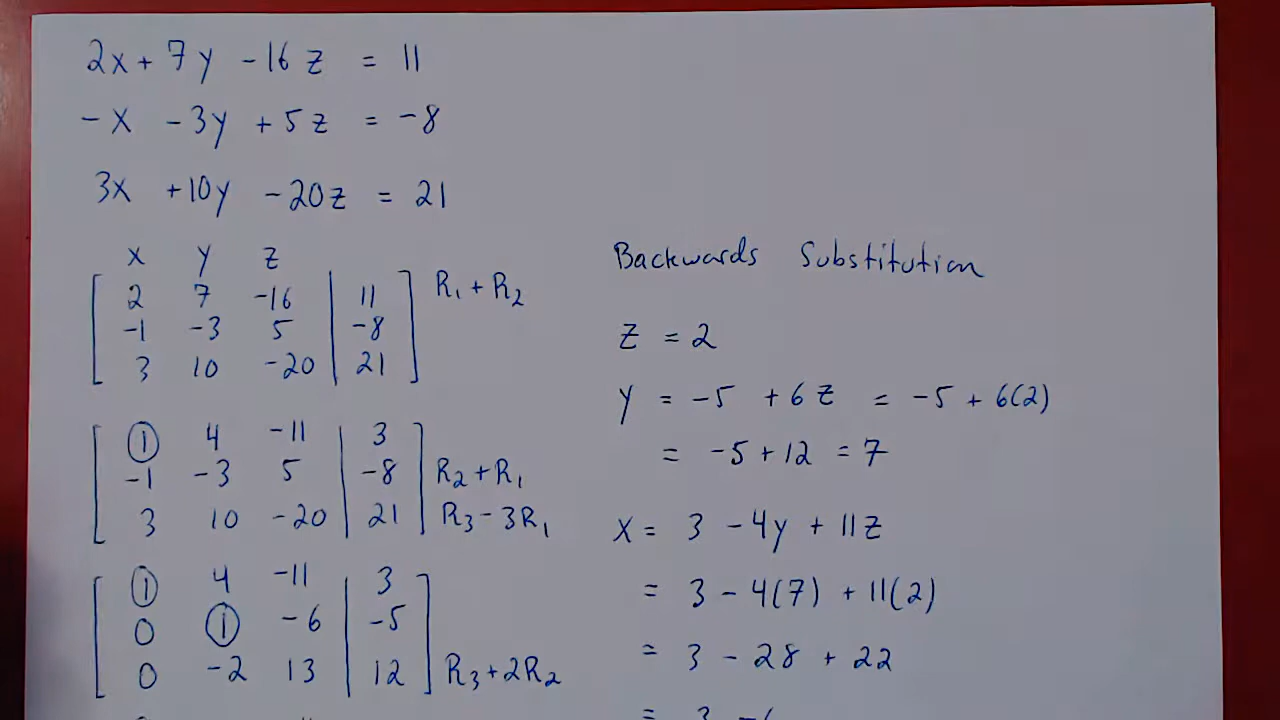 2x + 7y - 16z = 11
-x - 3y + 5z = -8
3x + 10y - 20z = 21
x y z
2 7 -16 | 11 R₁ + R₂
-1 -3 5 | -8
3 10 -20 | 21
1 4 -11 | 3
-1 -3 5 | -8 R₂ + R₁
3 10 -20 | 21 R₃ - 3R₁
1 4 -11 | 3
0 1 -6 | -5
0 -2 13 | 12 R₃ + 2R₂
Backwards Substitution
z = 2
y = -5 + 6z = -5 + 6(2)
= -5 + 12 = 7
x = 3 - 4y + 11z
= 3 - 4(7) + 11(2)
= 3 - 28 + 22